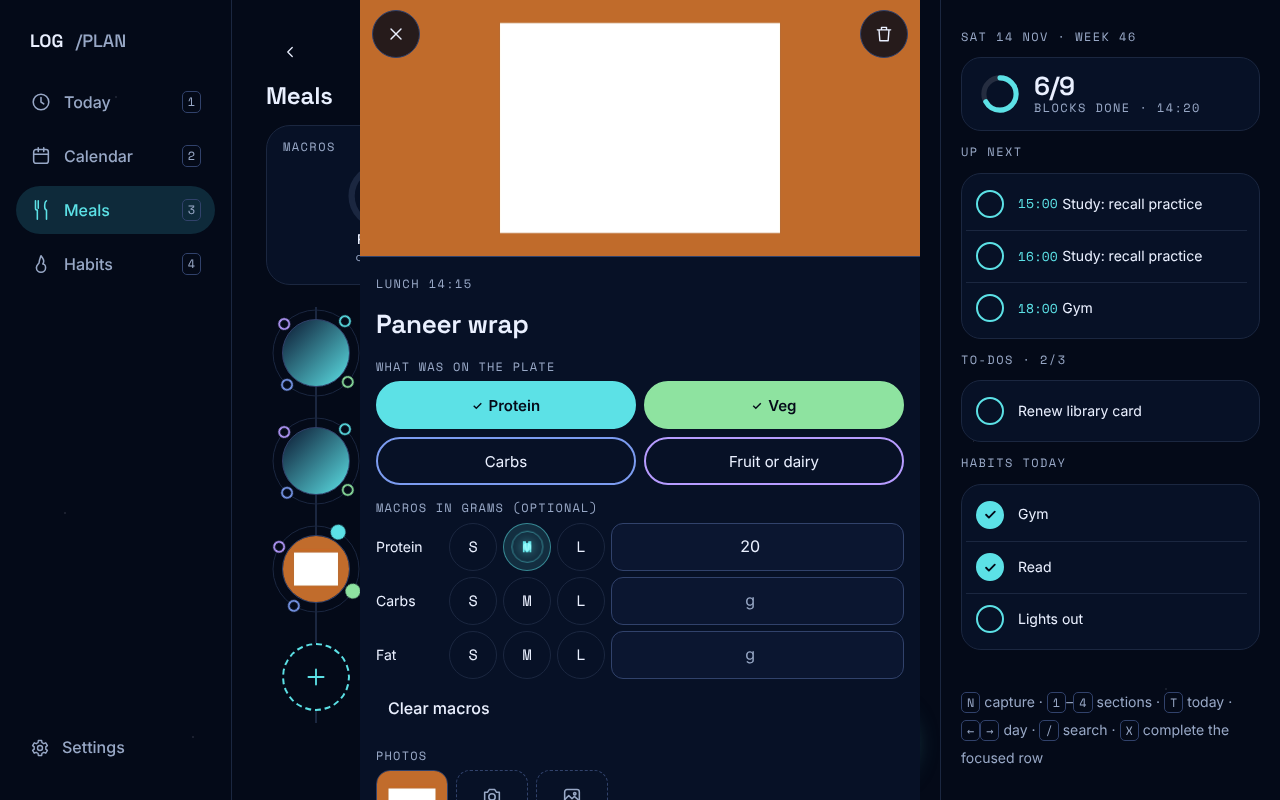 LOG /PLAN
Today 1
Calendar 2
Meals 3
Habits 4
Settings
Meals
MACROS
LUNCH 14:15
Paneer wrap
WHAT WAS ON THE PLATE
Protein
Veg
Carbs
Fruit or dairy
MACROS IN GRAMS (OPTIONAL)
Protein S M L 20
Carbs S M L g
Fat S M L g
Clear macros
PHOTOS
SAT 14 NOV · WEEK 46
6/9
BLOCKS DONE · 14:20
UP NEXT
15:00 Study: recall practice
16:00 Study: recall practice
18:00 Gym
TO-DOS · 2/3
Renew library card
HABITS TODAY
Gym
Read
Lights out
N capture · 1–4 sections · T today ·
← → day · / search · X complete the
focused row